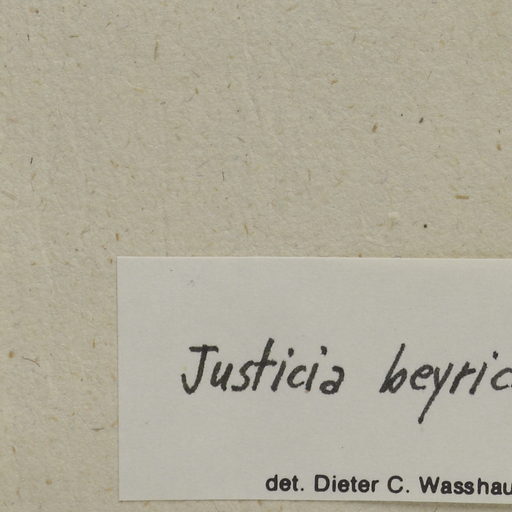 Justicia beyric
det. Dieter C. Wasshau